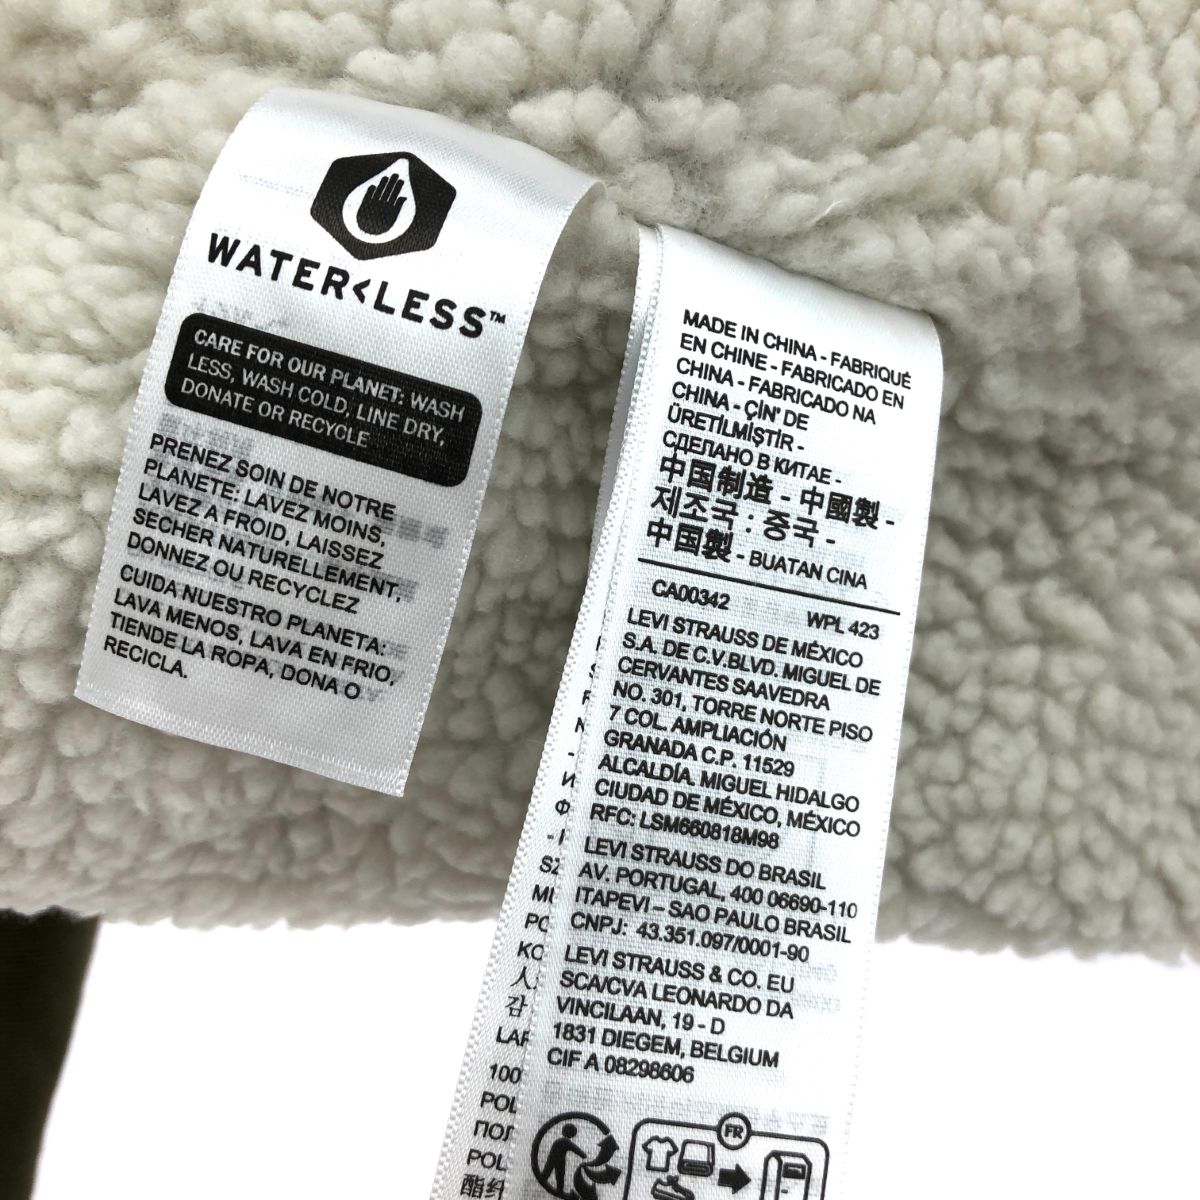 WATER<LESS™
CARE FOR OUR PLANET: WASH
LESS, WASH COLD, LINE DRY,
DONATE OR RECYCLE
PRENEZ SOIN DE NOTRE
PLANETE: LAVEZ MOINS,
LAVEZ A FROID, LAISSEZ
SECHER NATURELLEMENT,
DONNEZ OU RECYCLEZ
CUIDA NUESTRO PLANETA:
LAVA MENOS, LAVA EN FRIO,
TIENDE LA ROPA, DONA O
RECICLA.
MADE IN CHINA - FABRIQUÉ
EN CHINE - FABRICADO EN
CHINA - FABRICADO NA
CHINA - ÇİN' DE
ÜRETİLMİŞTİR -
СДЕЛАНО В КИТАЕ -
中国制造 - 中國製 -
제조국 : 중국 -
中国製 - BUATAN CINA
CA00342 WPL 423
LEVI STRAUSS DE MÉXICO
S.A. DE C.V.BLVD. MIGUEL DE
CERVANTES SAAVEDRA
NO. 301, TORRE NORTE PISO
7 COL. AMPLIACIÓN
GRANADA C.P. 11529
ALCALDÍA. MIGUEL HIDALGO
CIUDAD DE MÉXICO, MÉXICO
RFC: LSM660818M98
LEVI STRAUSS DO BRASIL
AV. PORTUGAL, 400 06690-110
ITAPEVI – SAO PAULO BRASIL
CNPJ: 43.351.097/0001-90
LEVI STRAUSS & CO. EU
SCA/CVA LEONARDO DA
VINCILAAN, 19 - D
1831 DIEGEM, BELGIUM
CIF A 08298606
FR
100